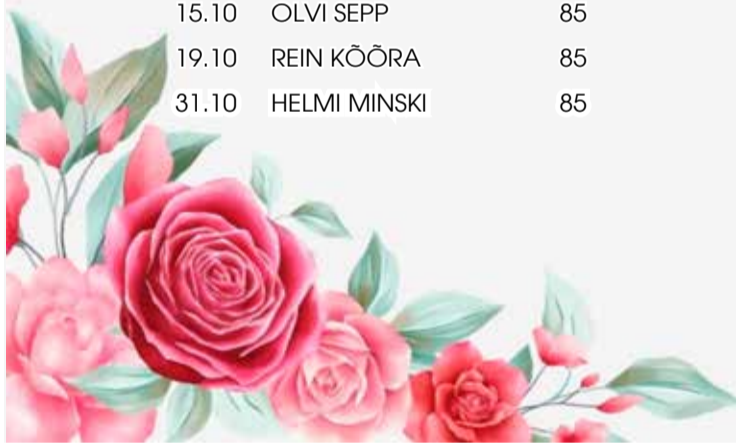 15.10 OLVI SEPP 85
19.10 REIN KÕÕRA 85
31.10 HELMI MINSKI 85